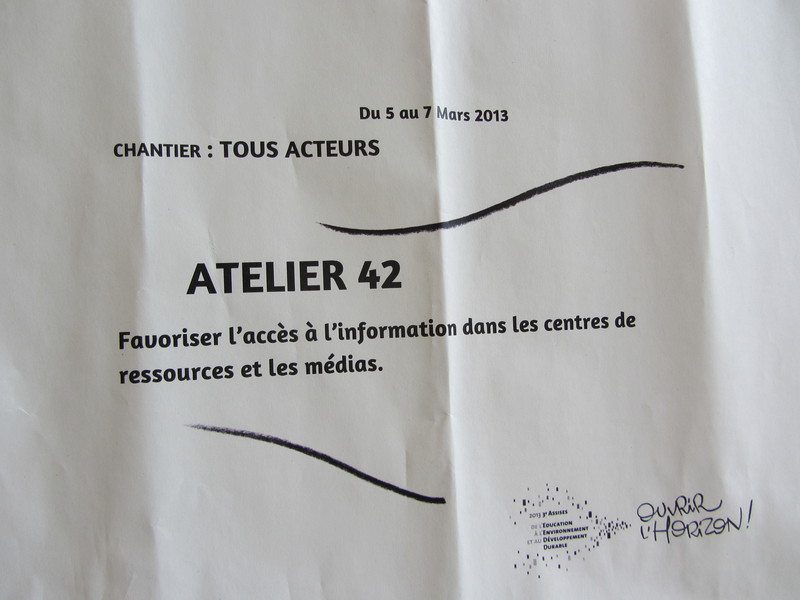 Du 5 au 7 Mars 2013
CHANTIER : TOUS ACTEURS
ATELIER 42
Favoriser l'accès à l'information dans les centres de
ressources et les médias.
2013 3e ASSISES
DE L'ÉDUCATION
À L'ENVIRONNEMENT
ET AU DÉVELOPPEMENT
DURABLE
OUVRIR
L'HORIZON!